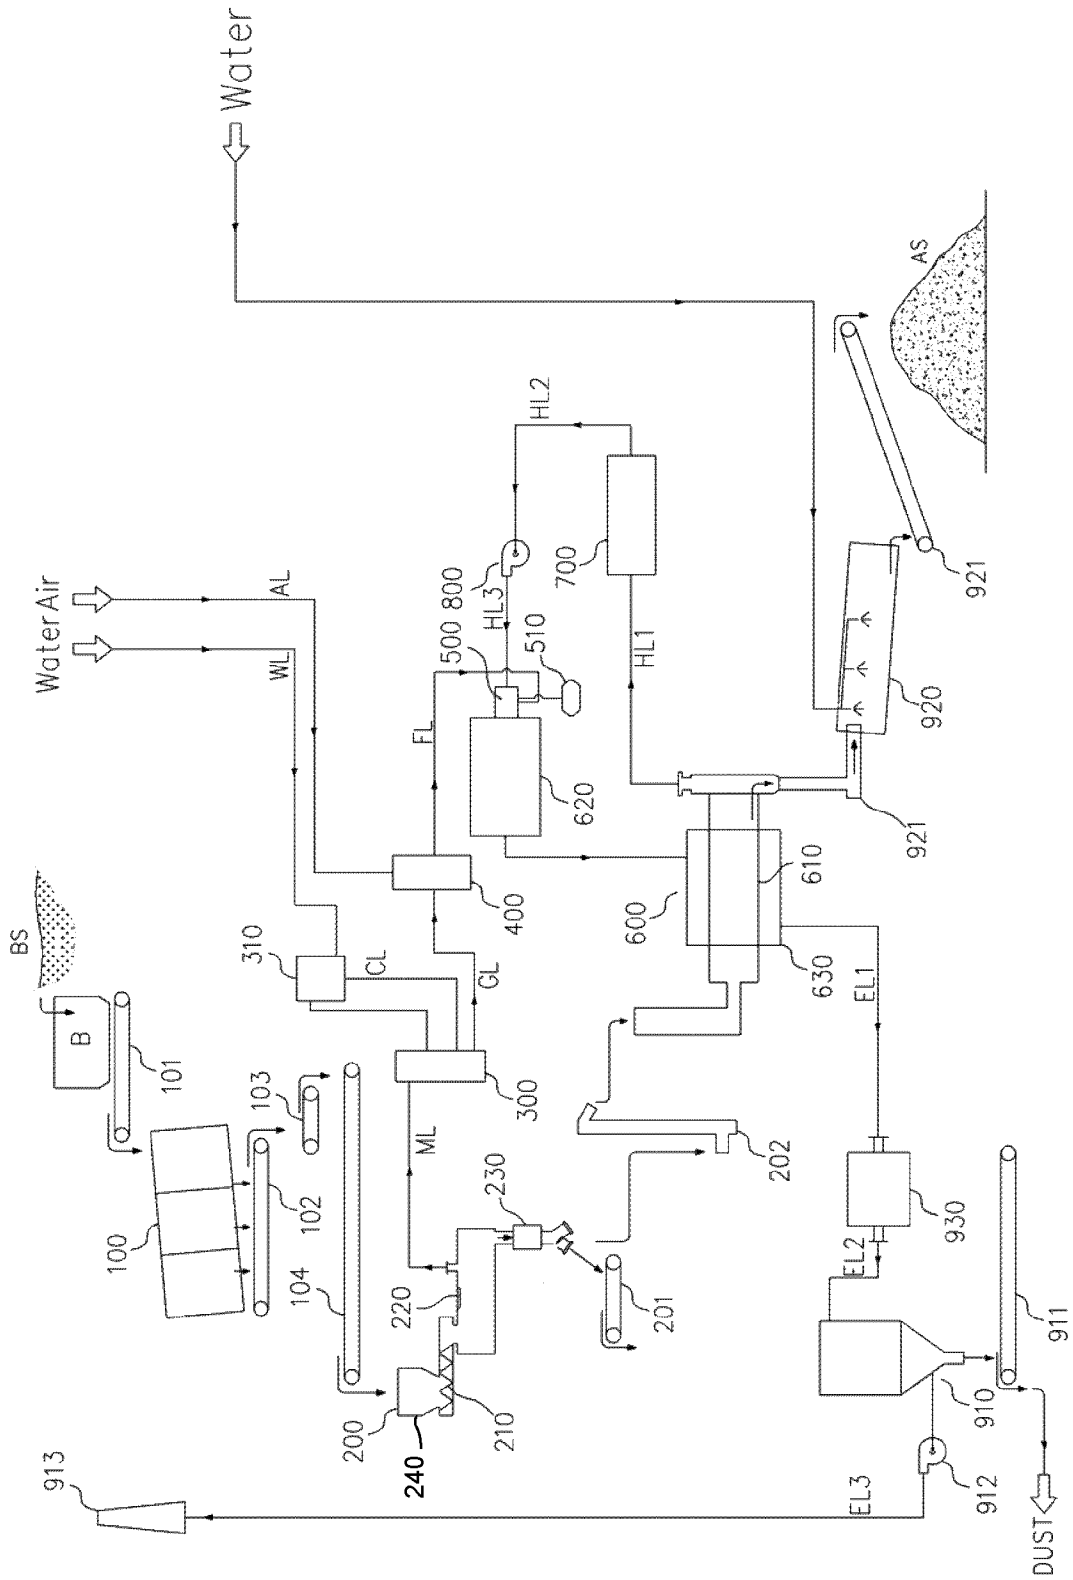 913
BS
Water Air
Water
B
100
101
103
310
WL
AL
104
102
CL
200
240
220
ML
FL
500
800
HL3
HL2
GL
210
230
300
400
510
700
620
600
HL1
201
202
610
630
EL3
EL2
EL1
921
920
AS
930
912
910
921
DUST
911